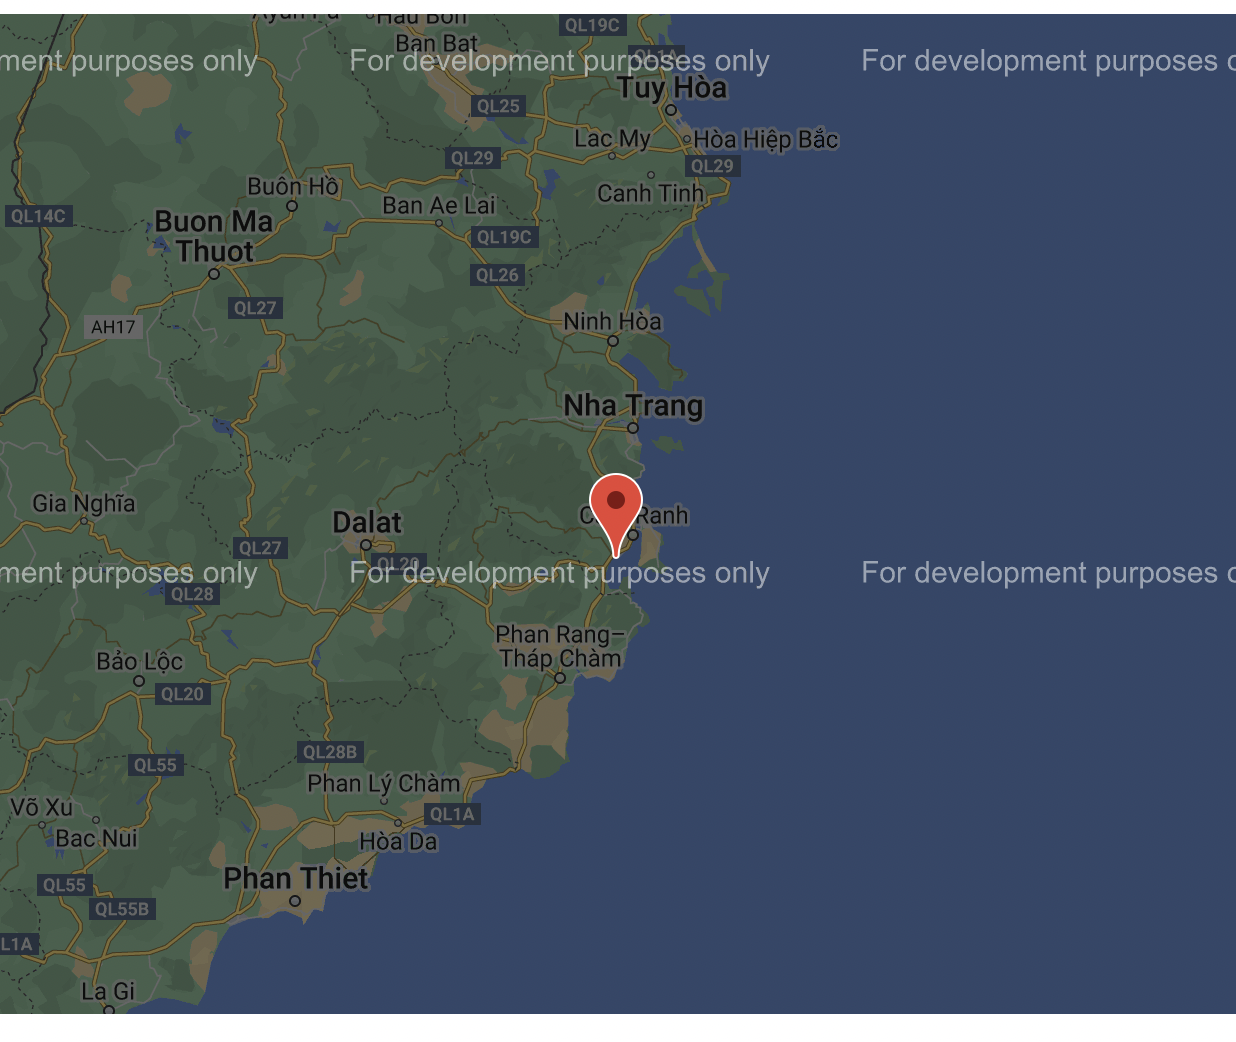 QL19C
Hau Bon
Ban Bat
QL1A
ment purposes only
For development purposes only
For development purposes o
Tuy Hòa
QL25
Lac My
Hòa Hiệp Bắc
QL29
QL29
Buôn Hồ
Canh Tinh
Ban Ae Lai
QL14C
Buon Ma
Thuot
QL19C
QL26
QL27
AH17
Ninh Hòa
Nha Trang
Gia Nghĩa
Ranh
Dalat
QL27
QL20
ment purposes only
For development purposes only
For development purposes o
QL28
Phan Rang–
Tháp Chàm
Bảo Lộc
QL20
QL28B
QL55
Phan Lý Chàm
Võ Xu
QL1A
Bac Nui
Hòa Da
Phan Thiet
QL55
QL55B
L1A
La Gi